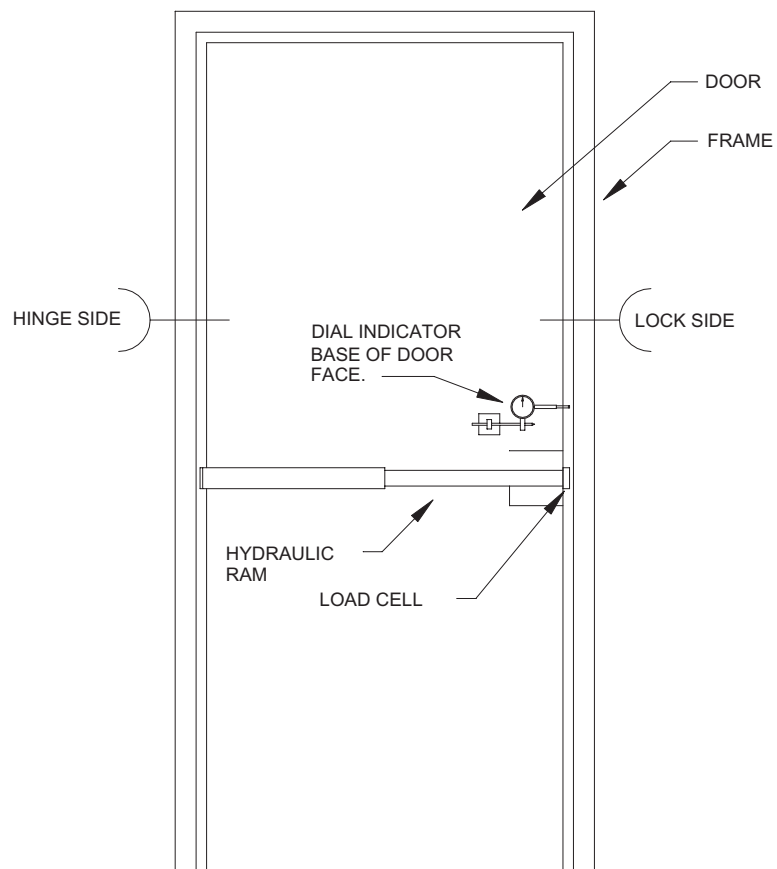 DOOR
FRAME
HINGE SIDE
LOCK SIDE
DIAL INDICATOR
BASE OF DOOR
FACE.
HYDRAULIC
RAM
LOAD CELL